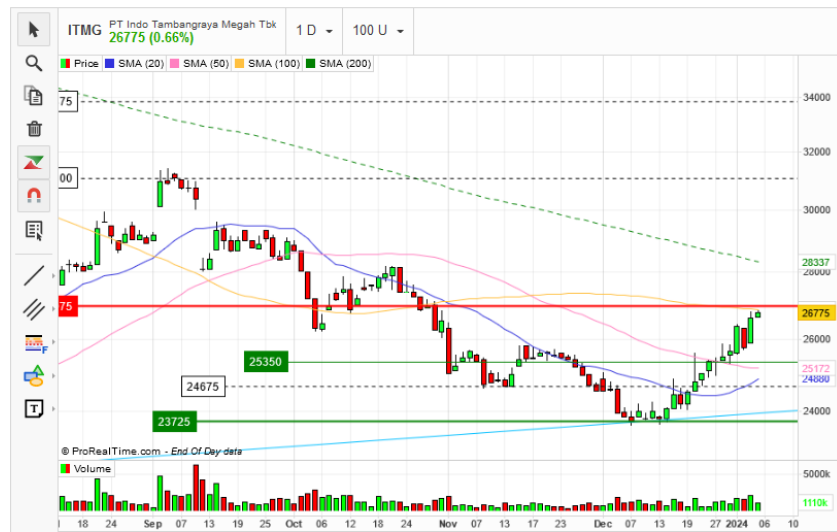 ITMG PT Indo Tambangraya Megah Tbk
26775 (0.66%)
1 D
100 U
Price SMA (20) SMA (50) SMA (100) SMA (200)
75
34000
32000
00
30000
28337
28000
75
26775
26000
25350
25172
24880
24675
24000
23725
© ProRealTime.com - End Of Day data
Volume
5000k
1110k
18 24 Sep 07 13 19 25 Oct 06 12 18 24 Nov 07 13 17 23 Dec 07 13 19 27 2024 06 10
F
T